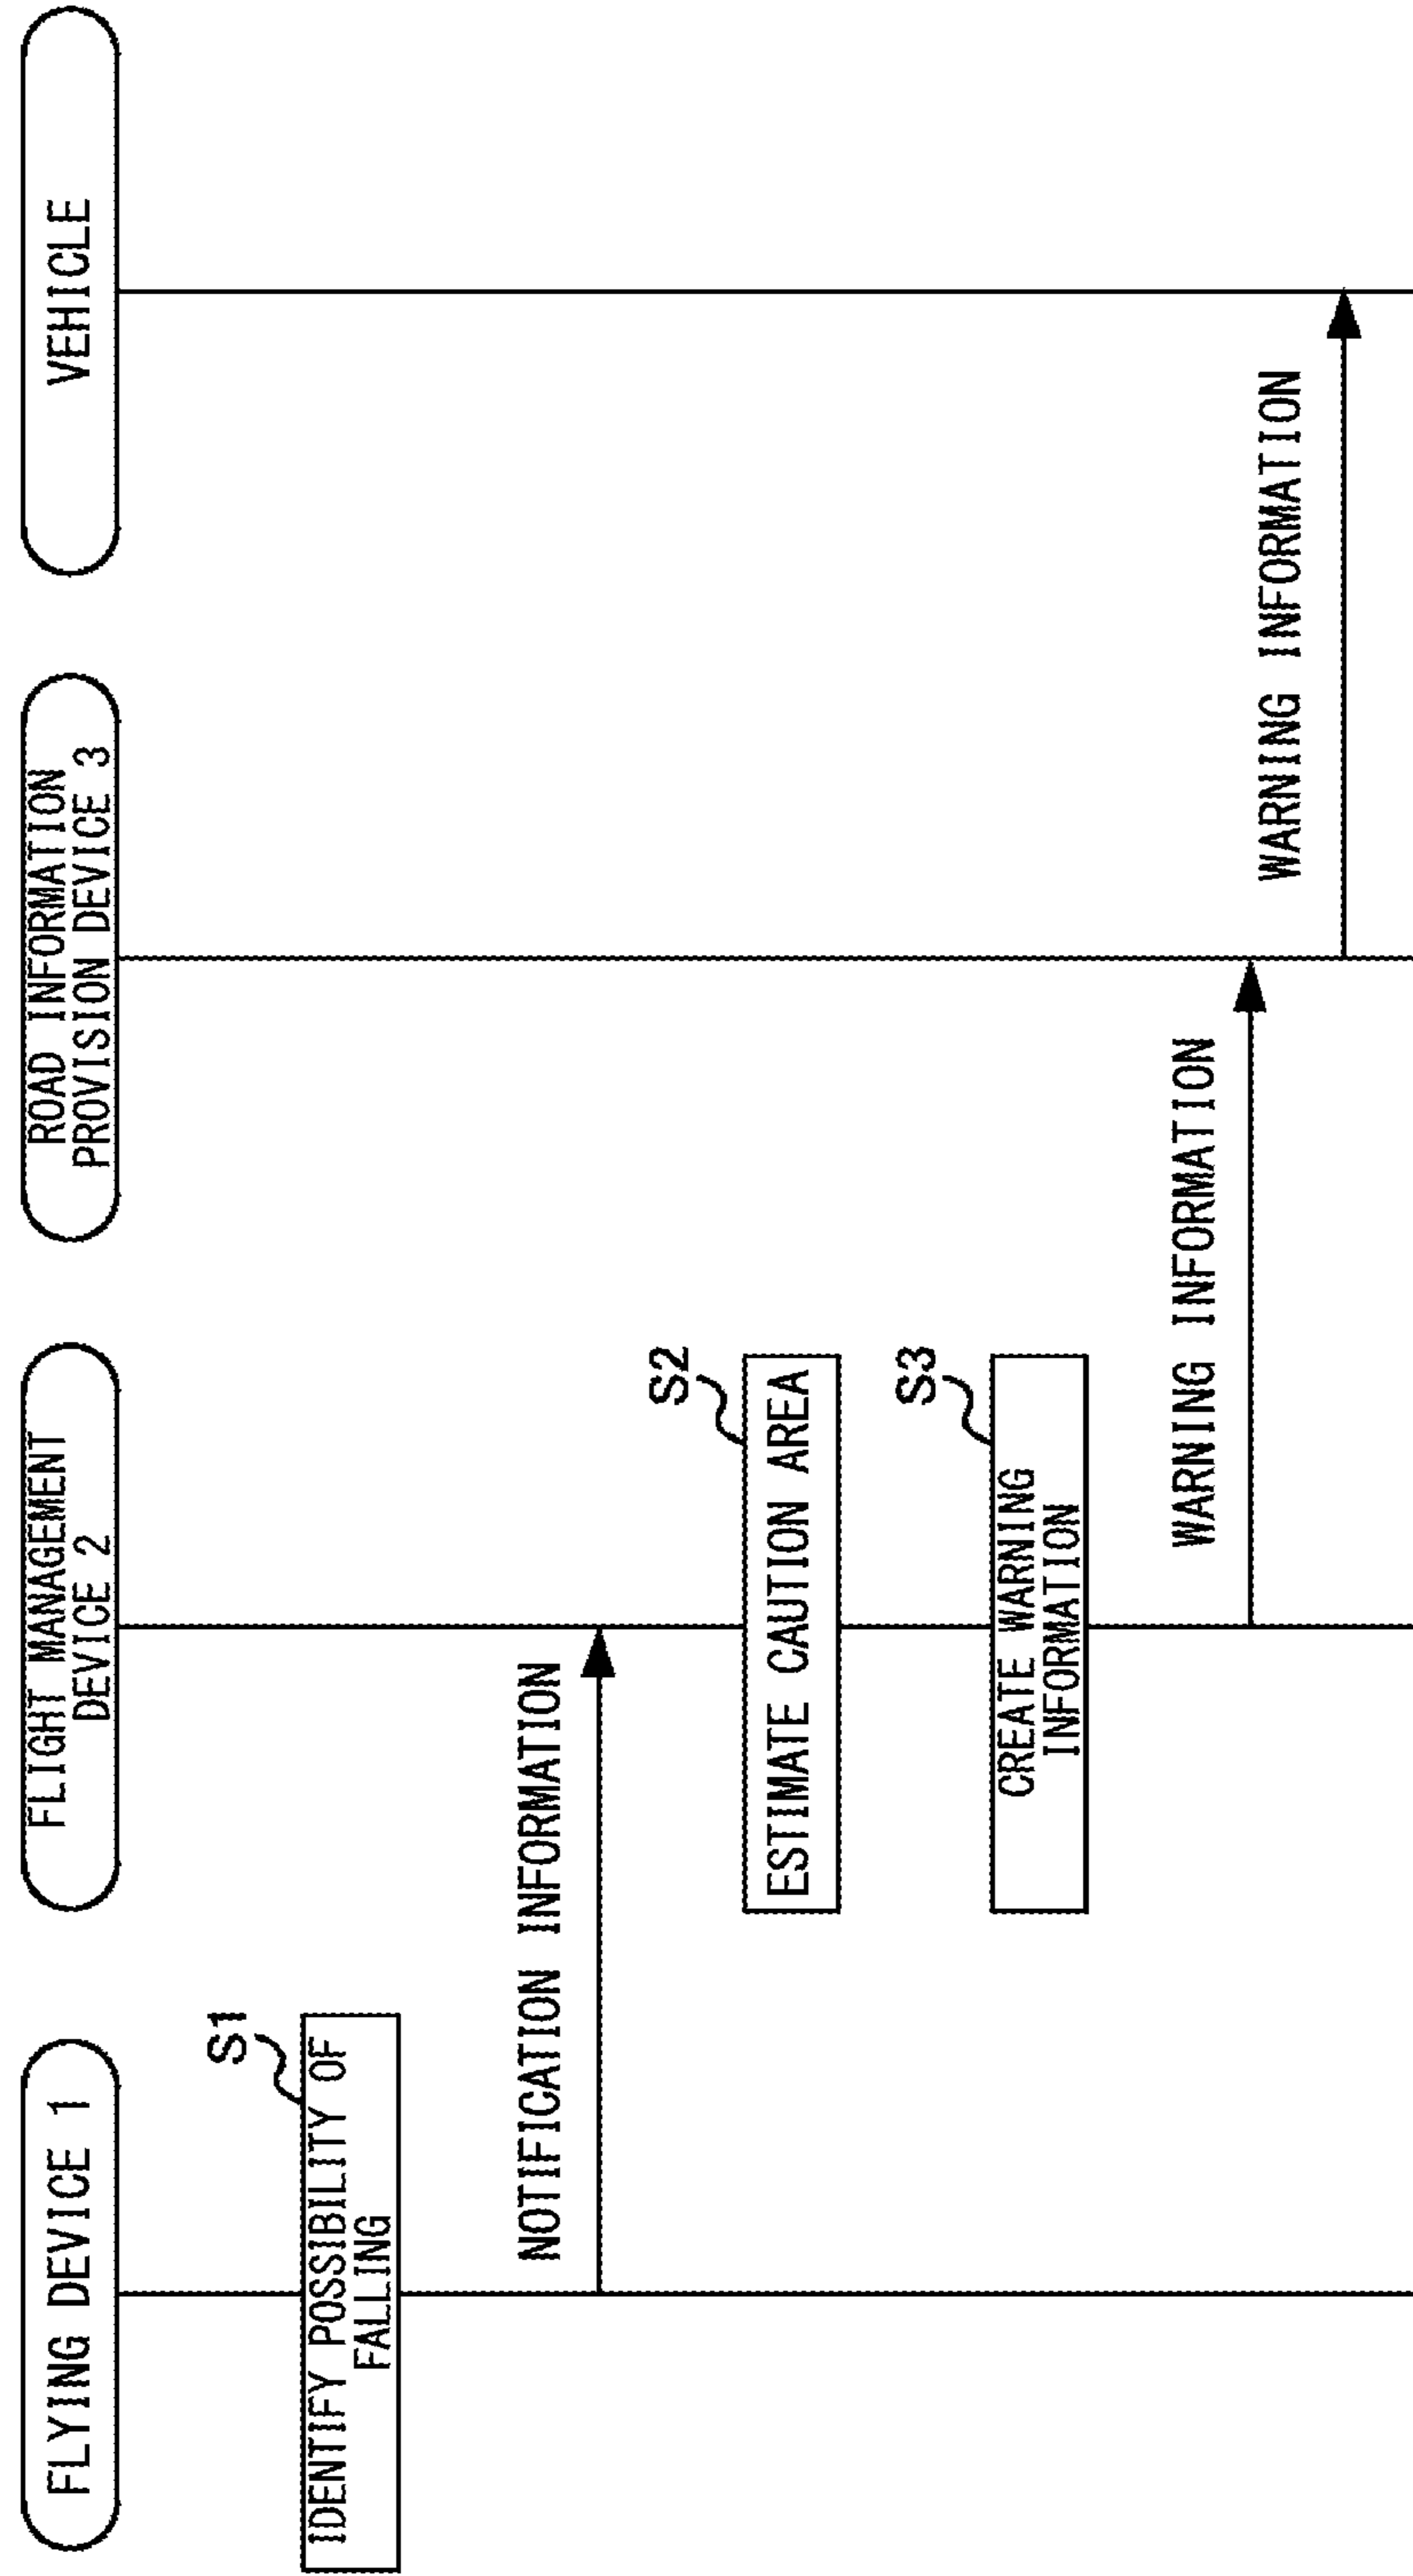 FLYING DEVICE 1
FLIGHT MANAGEMENT
DEVICE 2
ROAD INFORMATION
PROVISION DEVICE 3
VEHICLE
S1
IDENTIFY POSSIBILITY OF
FALLING
NOTIFICATION INFORMATION
S2
ESTIMATE CAUTION AREA
S3
CREATE WARNING
INFORMATION
WARNING INFORMATION
WARNING INFORMATION